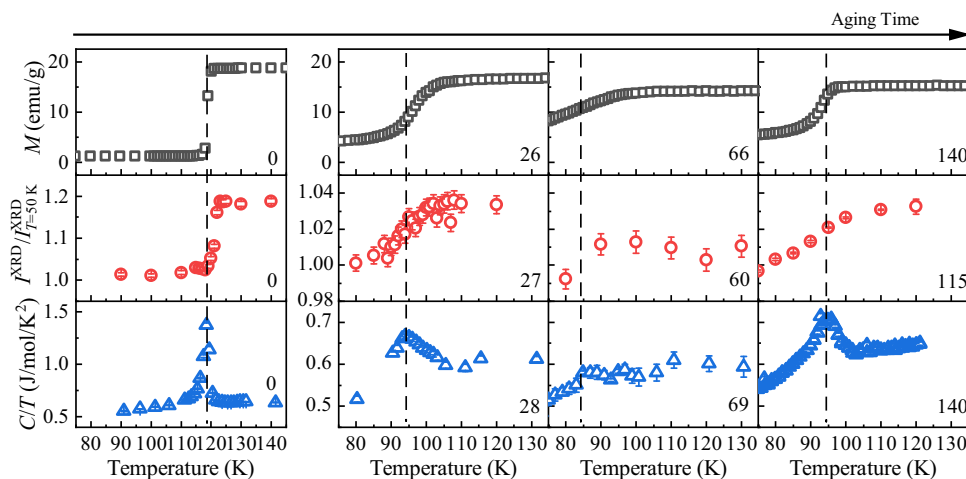 Aging Time
M (emu/g)
20
10
0
0
26
66
140
I^XRD/I^XRD_T=50 K
1.2
1.1
1.0
0
1.04
1.02
1.00
0.98
27
60
115
C/T (J/mol/K²)
1.5
1.0
0.5
0
0.7
0.6
0.5
28
69
140
80 90 100 110 120 130 140
80 90 100 110 120 130
80 90 100 110 120 130
80 90 100 110 120 130
Temperature (K)
Temperature (K)
Temperature (K)
Temperature (K)